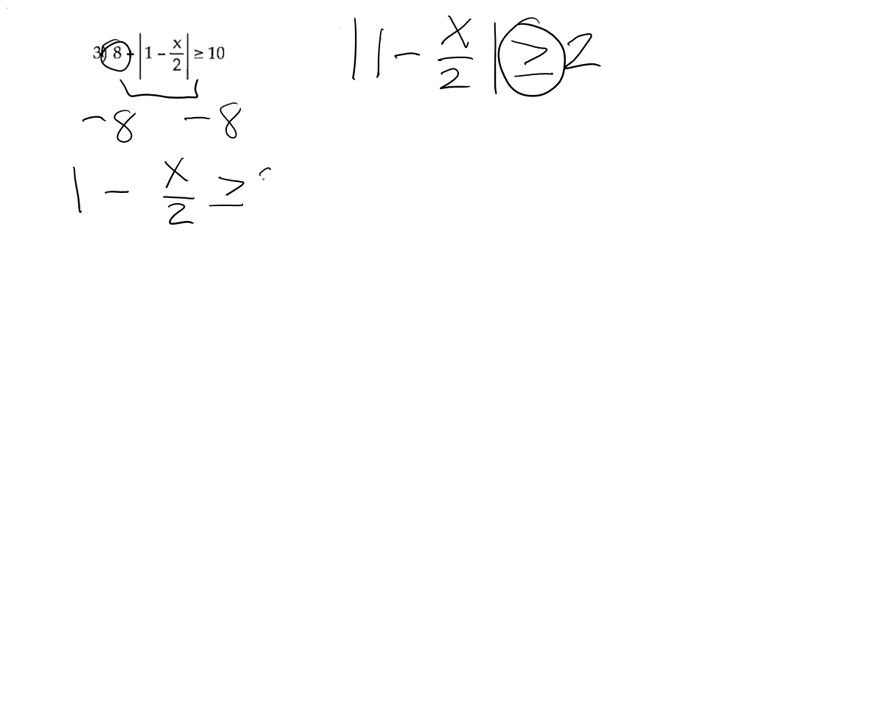 3) 8 + |1 - x/2| ≥ 10
- 8 - 8
1 - x/2 ≥
|1 - x/2| ≥ 2